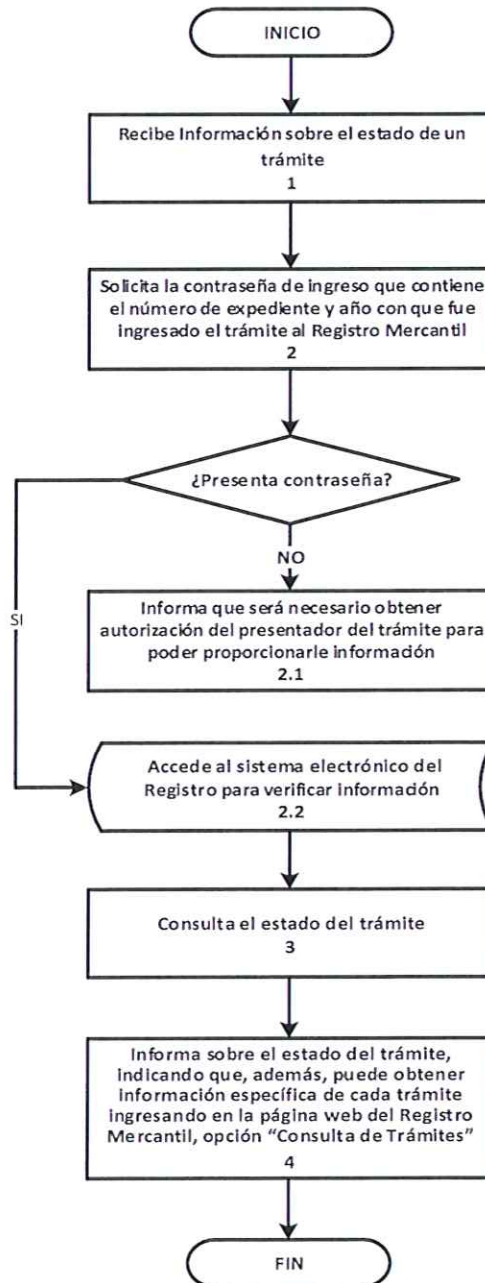 INICIO
Recibe Información sobre el estado de un
trámite
1
Solicita la contraseña de ingreso que contiene
el número de expediente y año con que fue
ingresado el trámite al Registro Mercantil
2
¿Presenta contraseña?
NO
SI
Informa que será necesario obtener
autorización del presentador del trámite para
poder proporcionarle información
2.1
Accede al sistema electrónico del
Registro para verificar información
2.2
Consulta el estado del trámite
3
Informa sobre el estado del trámite,
indicando que, además, puede obtener
información específica de cada trámite
ingresando en la página web del Registro
Mercantil, opción “Consulta de Trámites”
4
FIN